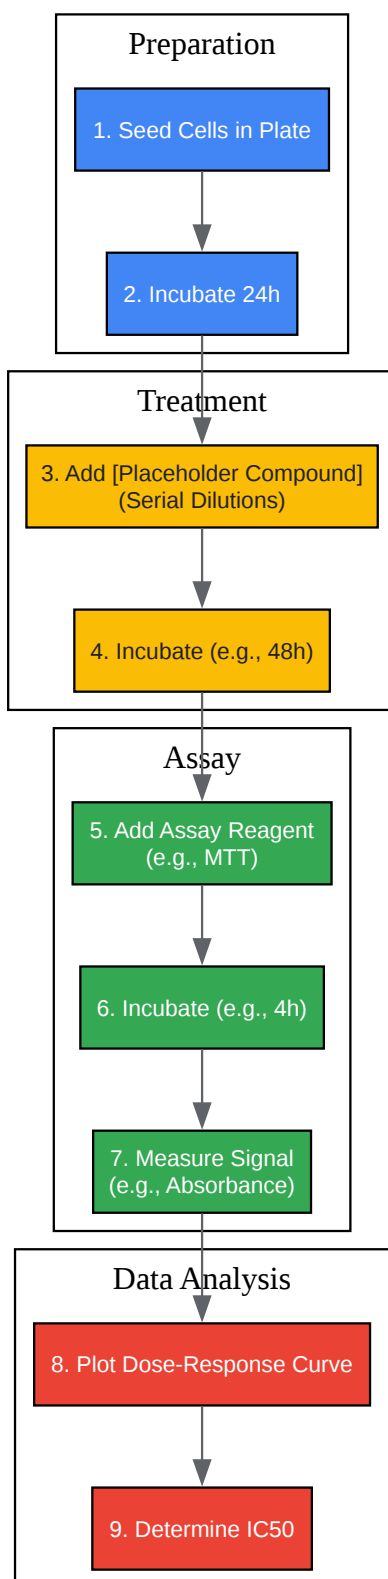 Preparation
1. Seed Cells in Plate
2. Incubate 24h
Treatment
3. Add [Placeholder Compound]
(Serial Dilutions)
4. Incubate (e.g., 48h)
Assay
5. Add Assay Reagent
(e.g., MTT)
6. Incubate (e.g., 4h)
7. Measure Signal
(e.g., Absorbance)
Data Analysis
8. Plot Dose-Response Curve
9. Determine IC50